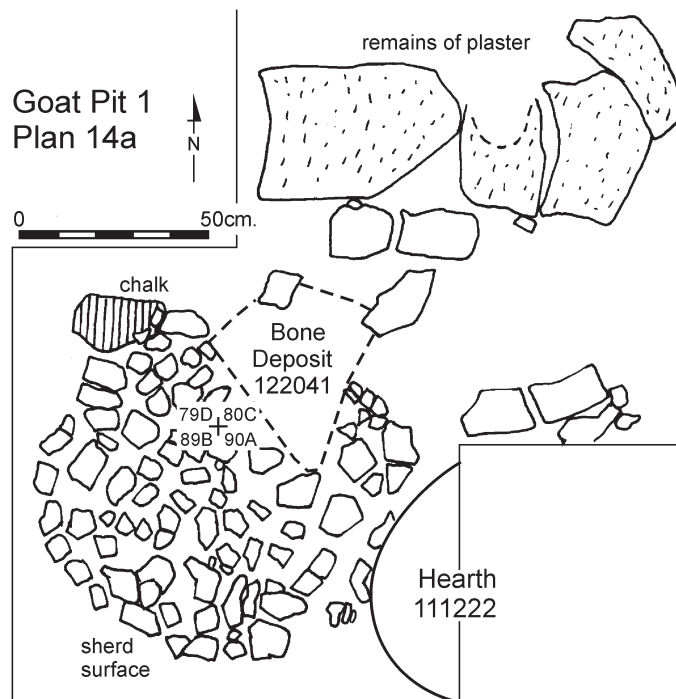 remains of plaster
Goat Pit 1
Plan 14a
N
0 50cm.
chalk
Bone
Deposit
122041
79D 80C
89B 90A
Hearth
111222
sherd
surface